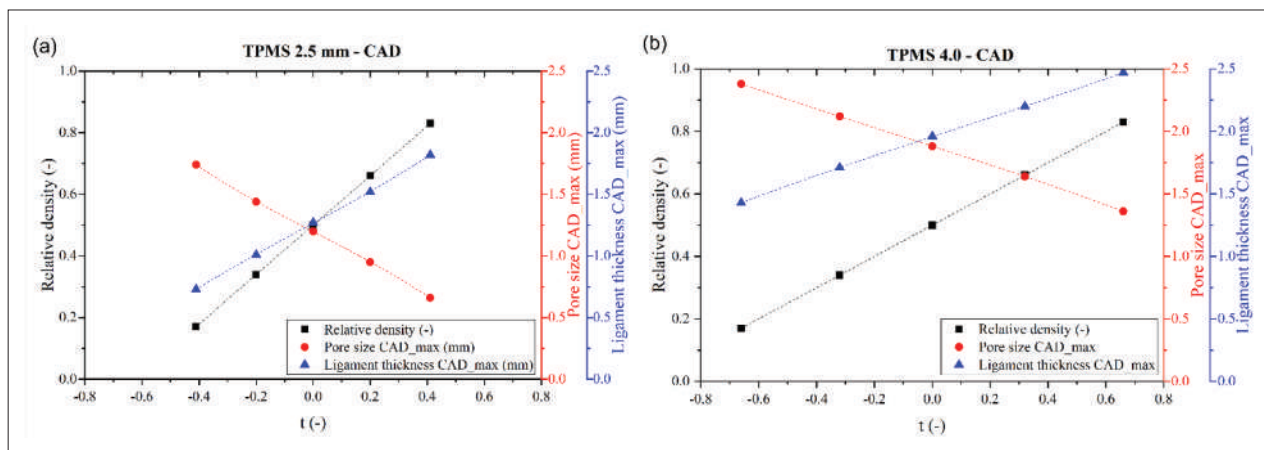 (a)
TPMS 2.5 mm - CAD
1.0
0.8
0.6
0.4
0.2
0.0
Relative density (-)
-0.8 -0.6 -0.4 -0.2 0.0 0.2 0.4 0.6 0.8
t (-)
2.5
2.0
1.5
1.0
0.5
0.0
Pore size CAD_max (mm)
2.5
2.0
1.5
1.0
0.5
0.0
Ligament thickness CAD_max (mm)
Relative density (-)
Pore size CAD_max (mm)
Ligament thickness CAD_max (mm)
(b)
TPMS 4.0 - CAD
1.0
0.8
0.6
0.4
0.2
0.0
Relative density (-)
-0.8 -0.6 -0.4 -0.2 0.0 0.2 0.4 0.6 0.8
t (-)
2.5
2.0
1.5
1.0
0.5
0.0
Pore size CAD_max
2.5
2.0
1.5
1.0
0.5
0.0
Ligament thickness CAD_max
Relative density (-)
Pore size CAD_max
Ligament thickness CAD_max